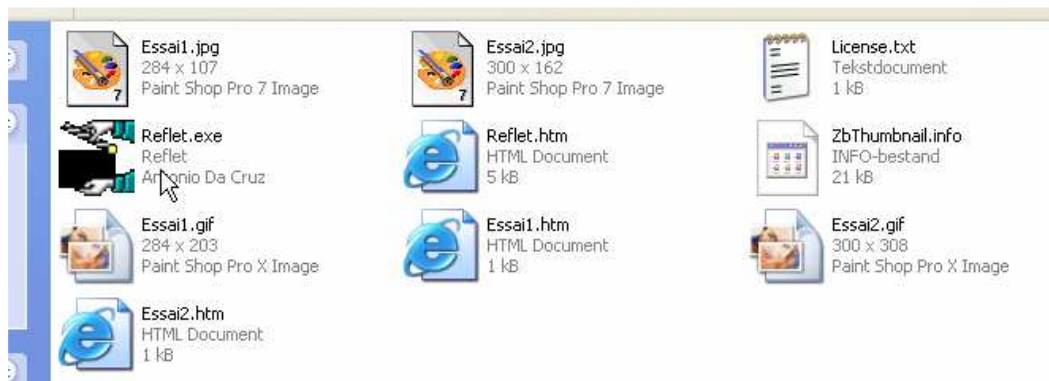 Essai1.jpg
284 x 107
Paint Shop Pro 7 Image
Essai2.jpg
300 x 162
Paint Shop Pro 7 Image
License.txt
Tekstdocument
1 kB
Reflet.exe
Reflet
Antonio Da Cruz
Reflet.htm
HTML Document
5 kB
ZbThumbnail.info
INFO-bestand
21 kB
Essai1.gif
284 x 203
Paint Shop Pro X Image
Essai1.htm
HTML Document
1 kB
Essai2.gif
300 x 308
Paint Shop Pro X Image
Essai2.htm
HTML Document
1 kB